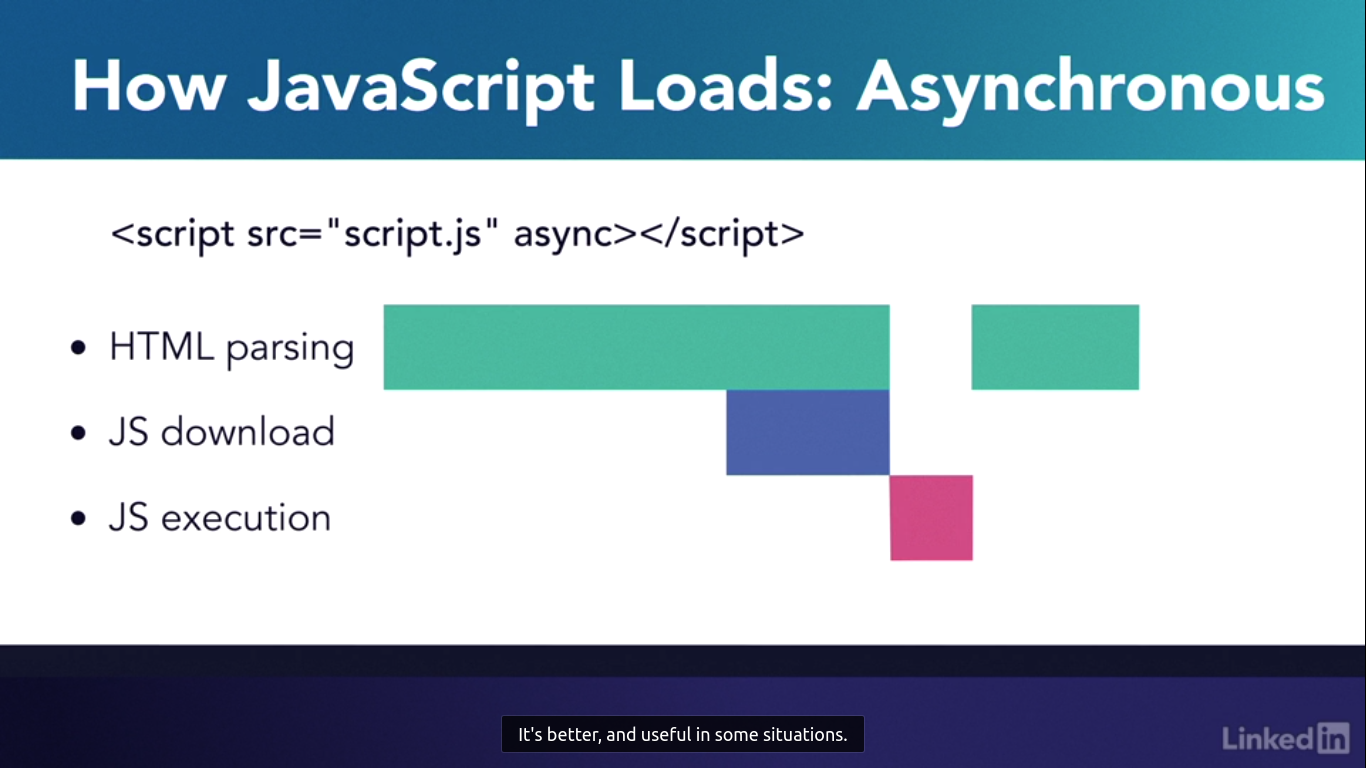 How JavaScript Loads: Asynchronous
<script src="script.js" async></script>
• HTML parsing
• JS download
• JS execution
It's better, and useful in some situations.
LinkedIn